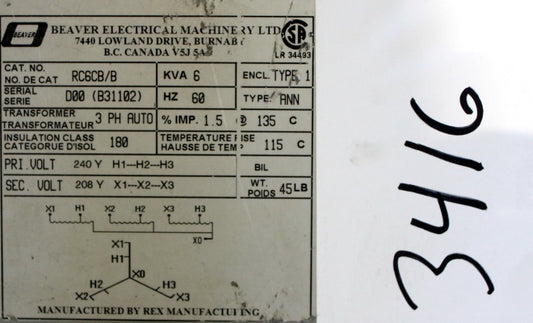 BEAVER
BEAVER ELECTRICAL MACHINERY LTD
7440 LOWLAND DRIVE, BURNABY
B.C. CANADA V5J
LR 34493
CAT. NO. RC6CB/B KVA 6 ENCL. TYPE 1
NO. DE CAT
SERIAL D00 (B31102) HZ 60 TYPE: ANN
SERIE
TRANSFORMER 3 PH AUTO % IMP. 1.5 @ 135 C
TRANSFORMATEUR
INSULATION CLASS 180 TEMPERATURE RISE 115 C
CATEGORUE D'ISOL HAUSSE DE TEMP
PRI. VOLT 240 Y H1---H2---H3 BIL
SEC. VOLT 208 Y X1---X2---X3 WT. 45 LB
POIDS
X1 H1 X2 H2 X3 H3
X0
X1
H1
X0
H2 H3
X2 X3
MANUFACTURED BY REX MANUFACTURING
3416